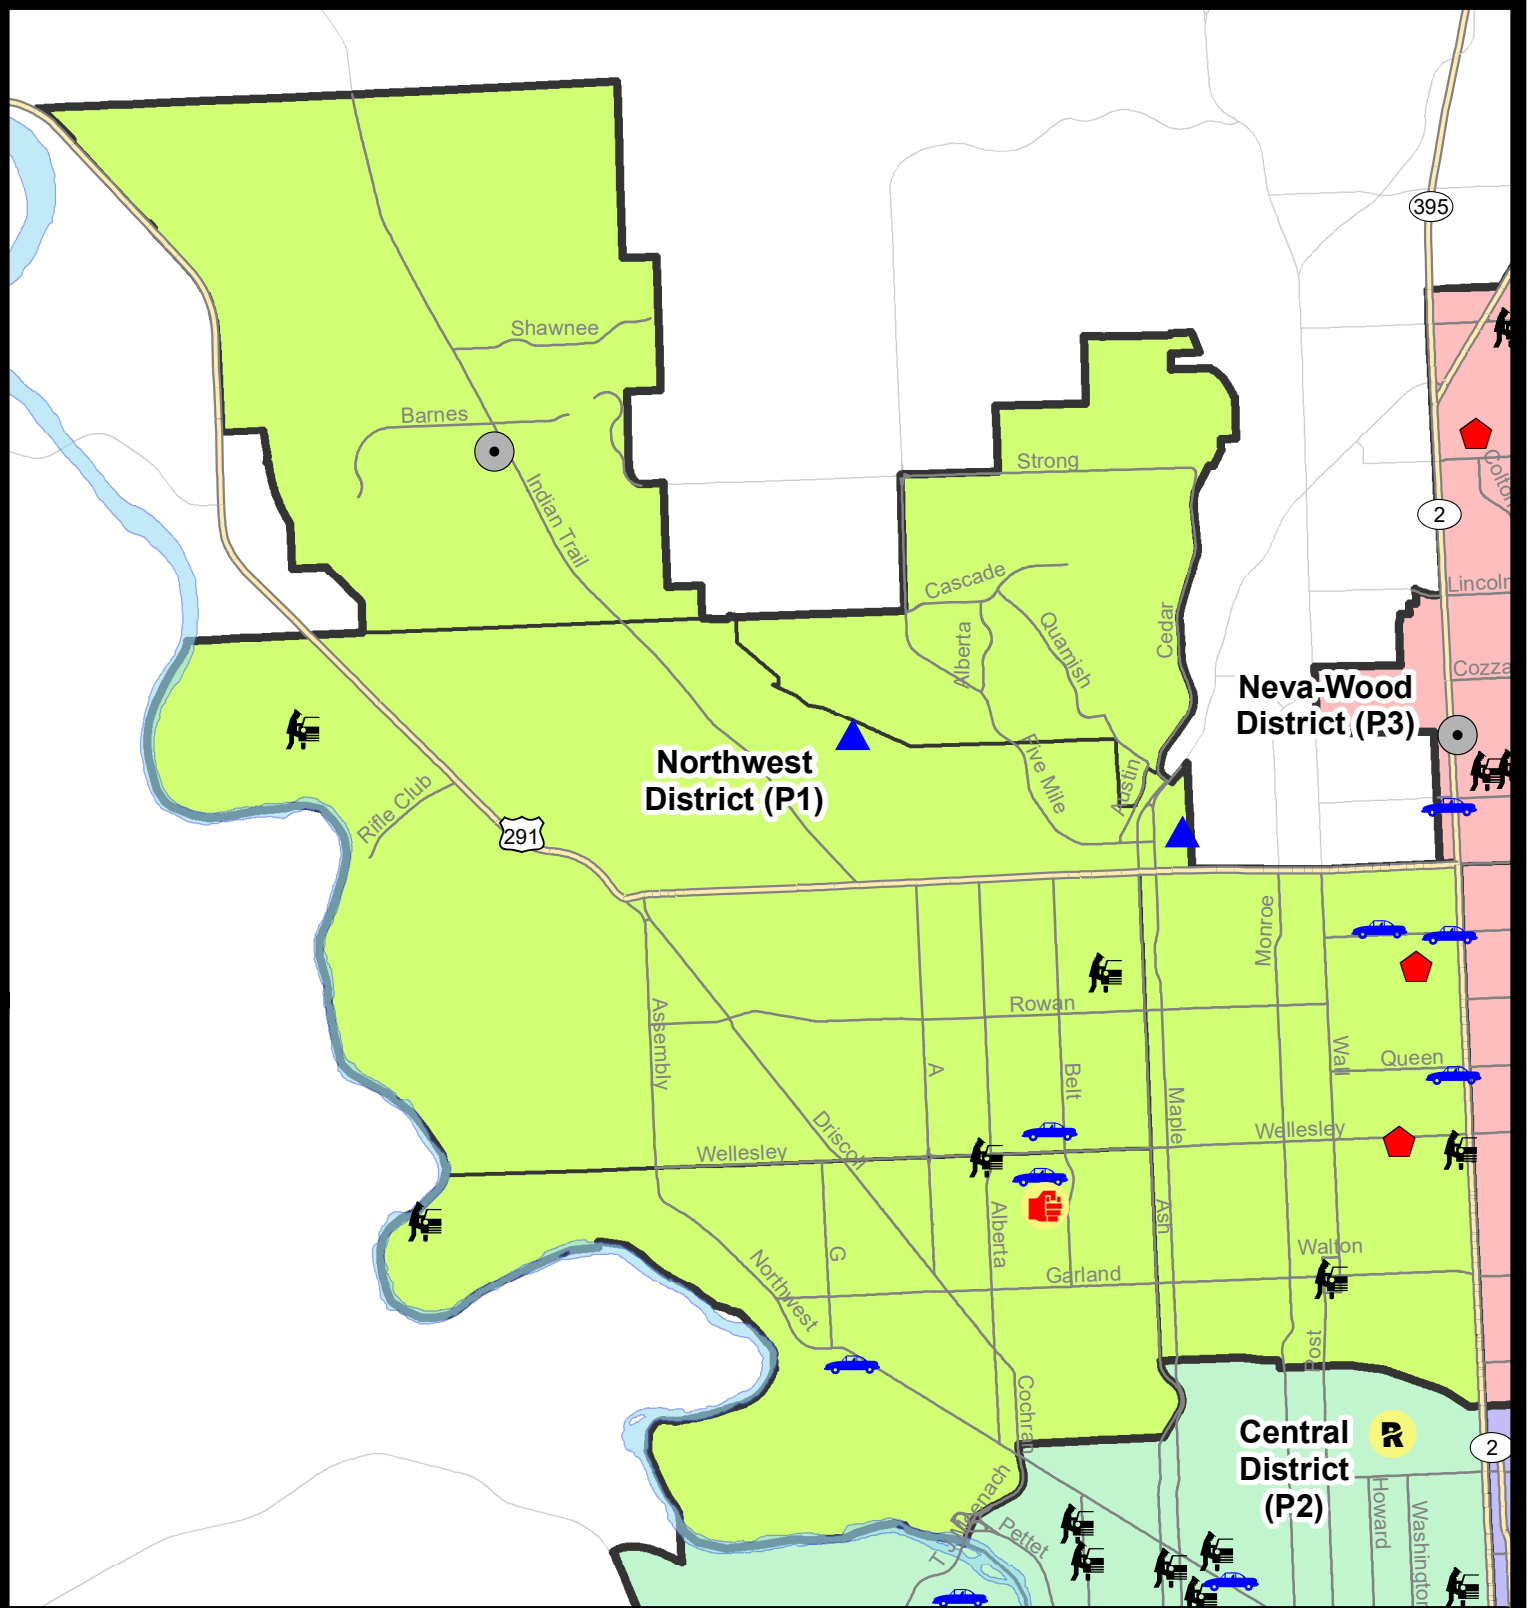 395
Shawnee
Barnes
Strong
Colton
Indian Trail
2
Cascade
Lincoln
Alberta
Quamish
Cedar
Cozza
Neva-Wood
District (P3)
Northwest
District (P1)
Five Mile
Austin
Rifle Club
291
Monroe
Rowan
Assembly
A
Belt
Wall
Queen
Maple
Driscoll
Wellesley
Wellesley
Alberta
Ash
G
Northwest
Walton
Garland
Post
Cochran
Central
District
(P2)
2
Howard
Washington
Pettet